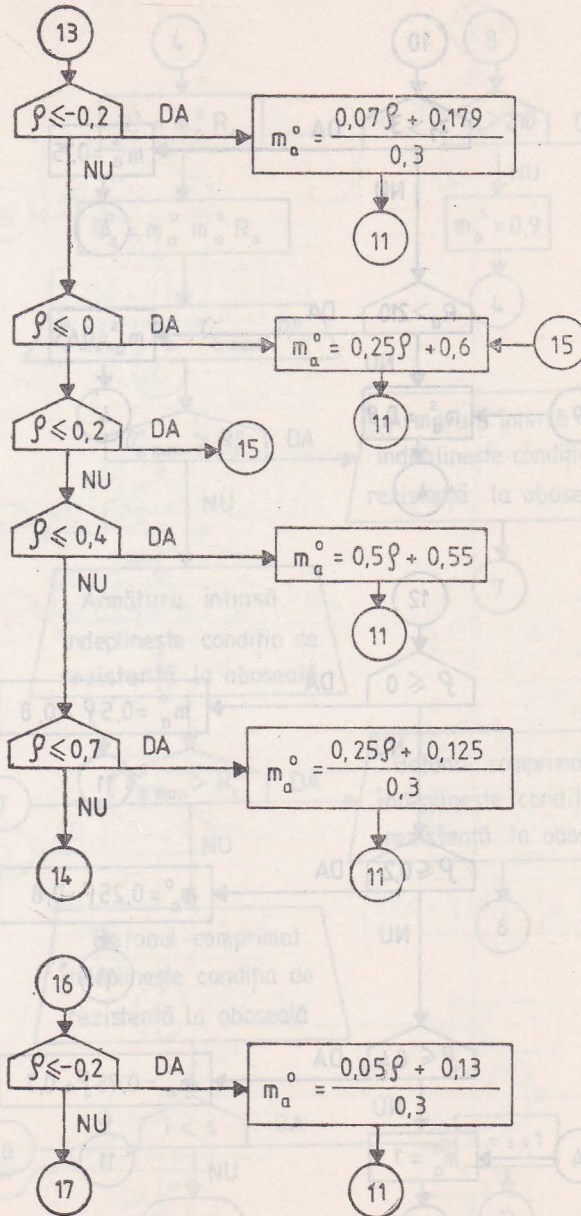 13
ρ ≤ -0,2 DA
NU
m_a^o = (0,07ρ + 0,179) / 0,3
11
ρ ≤ 0 DA
m_a^o = 0,25ρ + 0,6
15
11
ρ ≤ 0,2 DA
15
NU
ρ ≤ 0,4 DA
m_a^o = 0,5ρ + 0,55
NU
11
ρ ≤ 0,7 DA
m_a^o = (0,25ρ + 0,125) / 0,3
NU
14
11
16
ρ ≤ -0,2 DA
m_a^o = (0,05ρ + 0,13) / 0,3
NU
17
11